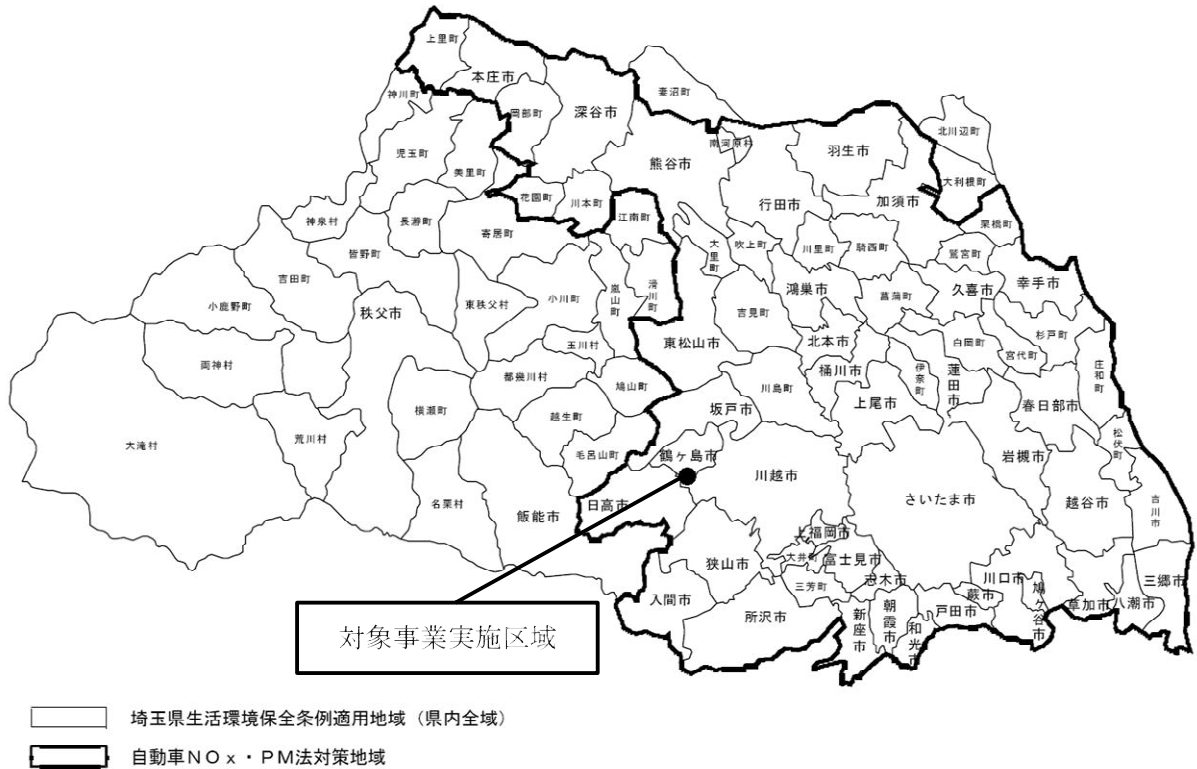 上里町
本庄市
神川町
岡部町
深谷市
妻沼町
児玉町
美里町
熊谷市
南河原村
羽生市
北川辺町
大利根町
花園町
川本町
江南町
行田市
加須市
栗橋町
神泉村
長瀞町
寄居町
大里町
吹上町
川里町
騎西町
鷲宮町
皆野町
吉田町
小鹿野町
秩父市
東秩父村
小川町
嵐山町
滑川町
吉見町
鴻巣市
菖蒲町
久喜市
幸手市
両神村
玉川村
東松山市
北本市
白岡町
宮代町
杉戸町
庄和町
都幾川村
鳩山町
川島町
桶川市
伊奈町
蓮田市
横瀬町
越生町
坂戸市
上尾市
春日部市
大滝村
荒川村
毛呂山町
鶴ヶ島市
川越市
岩槻市
松伏町
名栗村
飯能市
日高市
さいたま市
越谷市
吉川市
上福岡市
狭山市
大井町
富士見市
入間市
三芳町
志木市
川口市
蕨市
鳩ヶ谷市
三郷市
所沢市
新座市
朝霞市
和光市
戸田市
草加市
八潮市
対象事業実施区域
埼玉県生活環境保全条例適用地域（県内全域）
自動車NOx・PM法対策地域